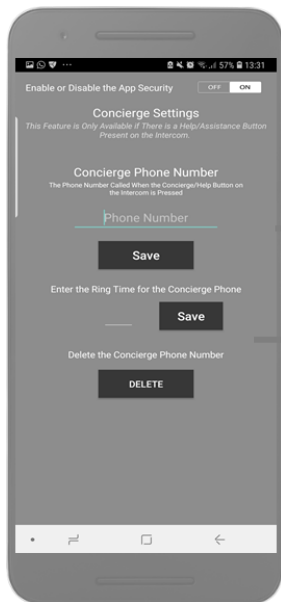 57% 13:31
Enable or Disable the App Security OFF ON
Concierge Settings
This Feature is Only Available if There is a Help/Assistance Button
Present on the Intercom.
Concierge Phone Number
The Phone Number Called When the Concierge/Help Button on
the Intercom is Pressed
Phone Number
Save
Enter the Ring Time for the Concierge Phone
Save
Delete the Concierge Phone Number
DELETE